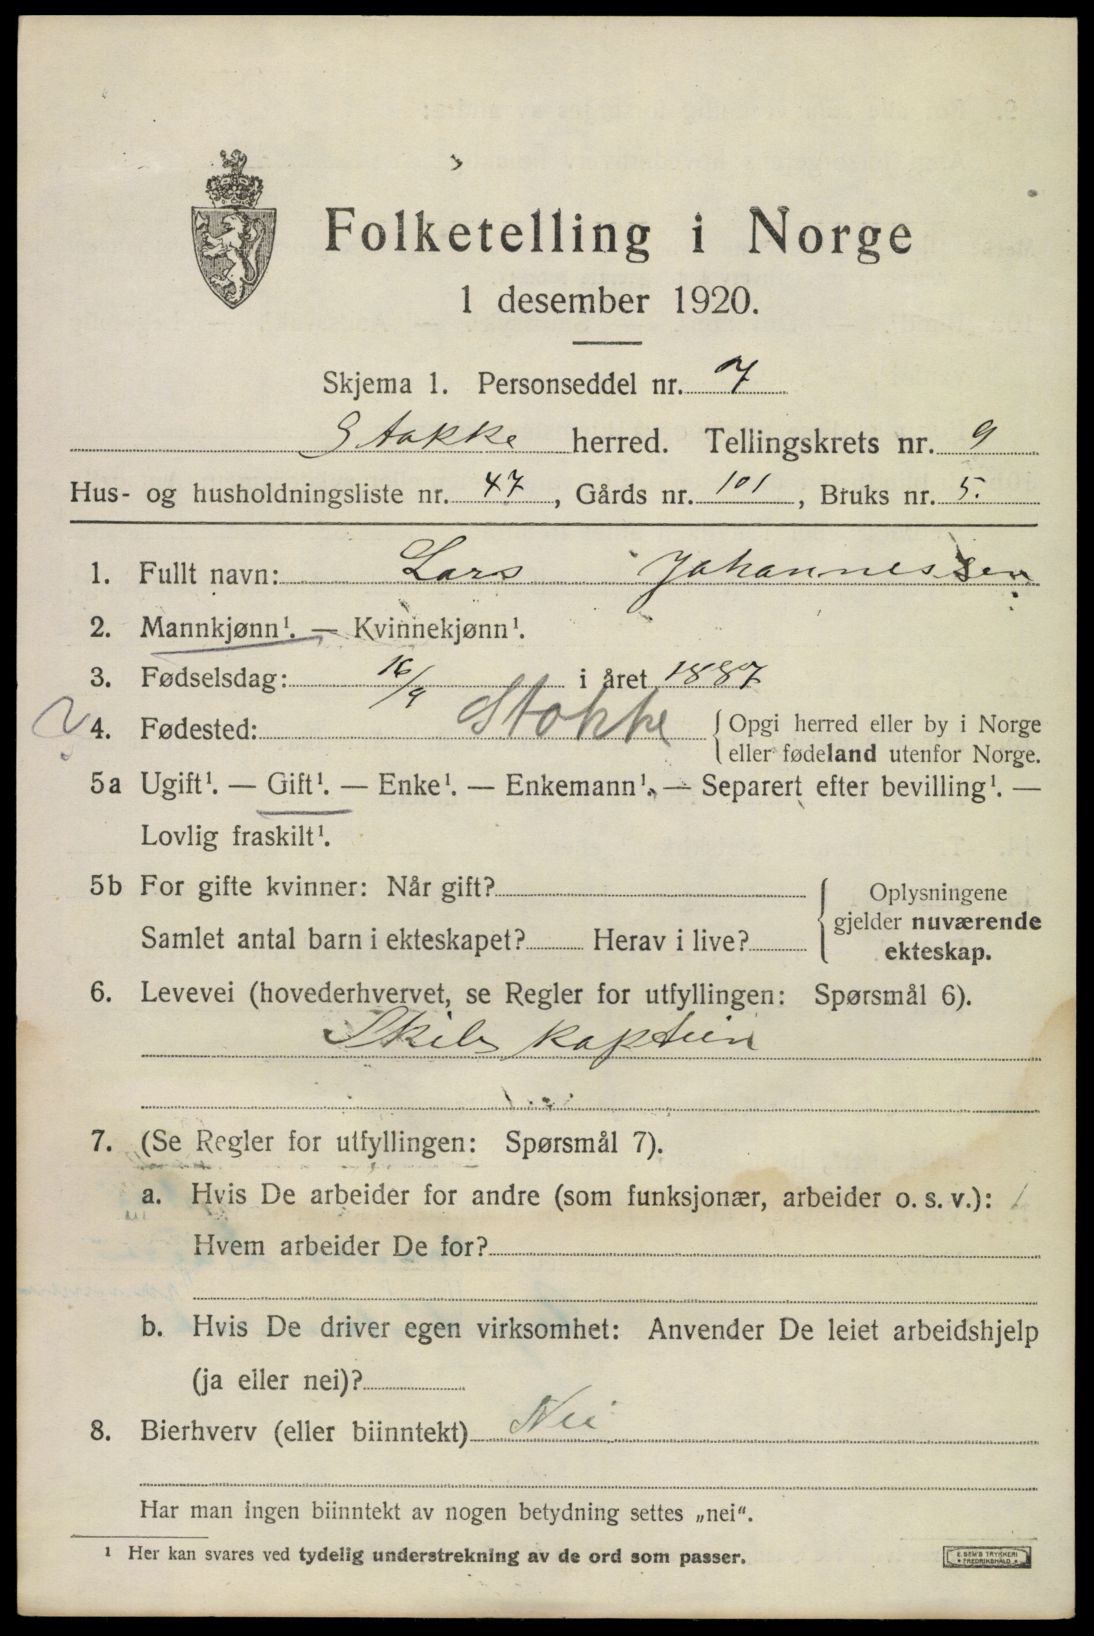 Folketelling i Norge
1 desember 1920.
Skjema 1. Personseddel nr. 7
Stokke herred. Tellingskrets nr. 9
Hus- og husholdningsliste nr. 47, Gårds nr. 101, Bruks nr. 5.
1. Fullt navn: Lars Johannessen
2. Mannkjønn¹. — Kvinnekjønn¹.
3. Fødselsdag: 16/9 i året 1887
4. Fødested: Stokke {Opgi herred eller by i Norge
eller fødeland utenfor Norge.
5a Ugift¹. — Gift¹. — Enke¹. — Enkemann¹. — Separert efter bevilling¹. —
Lovlig fraskilt¹.
5b For gifte kvinner: Når gift?
Samlet antal barn i ekteskapet? Herav i live?
{Oplysningene
gjelder nuværende
ekteskap.
6. Levevei (hovederhvervet, se Regler for utfyllingen: Spørsmål 6).
Skibskaptein
7. (Se Regler for utfyllingen: Spørsmål 7).
a. Hvis De arbeider for andre (som funksjonær, arbeider o. s. v.):
Hvem arbeider De for?
b. Hvis De driver egen virksomhet: Anvender De leiet arbeidshjelp
(ja eller nei)?
8. Bierhverv (eller biinntekt) Nei
Har man ingen biinntekt av nogen betydning settes „nei".
¹ Her kan svares ved tydelig understrekning av de ord som passer.
E. SEM'S TRYKKERI
* FREDRIKSHALD *